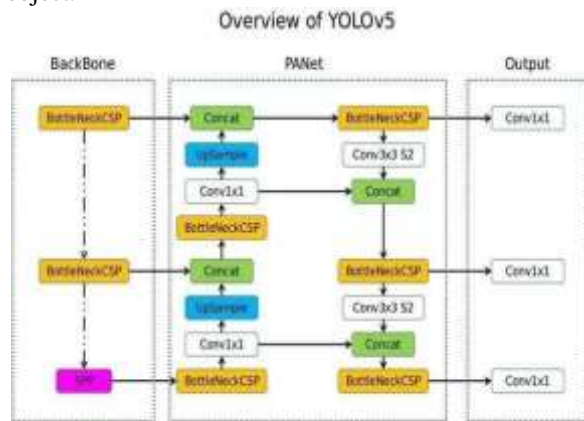 Overview of YOLOv5
BackBone PANet Output
BottleNeckCSP Concat BottleNeckCSP Conv1x1
UpSample Conv3x3 S2
Conv1x1 Concat
BottleNeckCSP
BottleNeckCSP Concat BottleNeckCSP Conv1x1
UpSample Conv3x3 S2
Conv1x1 Concat
SPP BottleNeckCSP BottleNeckCSP Conv1x1